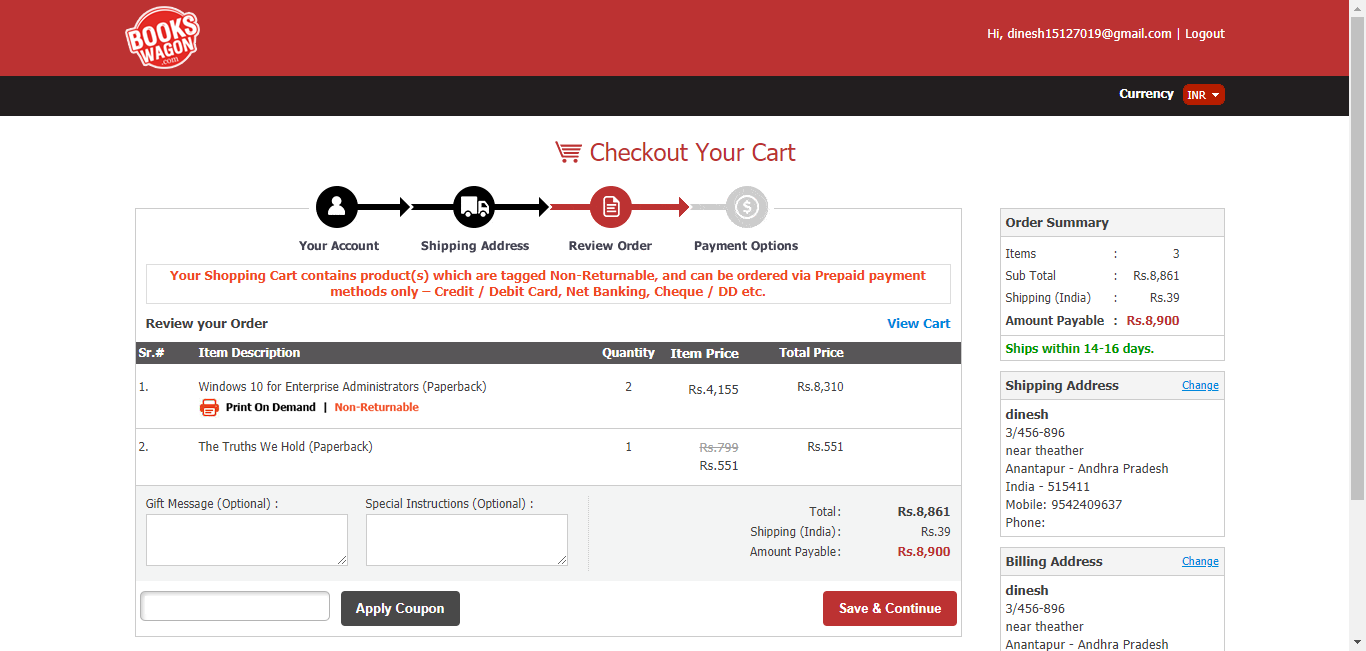 BOOKS
WAGON
.com
Hi, dinesh15127019@gmail.com | Logout
Currency INR
Checkout Your Cart
Your Account Shipping Address Review Order Payment Options
Your Shopping Cart contains product(s) which are tagged Non-Returnable, and can be ordered via Prepaid payment
methods only – Credit / Debit Card, Net Banking, Cheque / DD etc.
Review your Order View Cart
Sr.# Item Description Quantity Item Price Total Price
1. Windows 10 for Enterprise Administrators (Paperback) 2 Rs.4,155 Rs.8,310
Print On Demand | Non-Returnable
2. The Truths We Hold (Paperback) 1 Rs.799 Rs.551
Rs.551
Gift Message (Optional) : Special Instructions (Optional) :
Total: Rs.8,861
Shipping (India): Rs.39
Amount Payable: Rs.8,900
Apply Coupon Save & Continue
Order Summary
Items : 3
Sub Total : Rs.8,861
Shipping (India) : Rs.39
Amount Payable : Rs.8,900
Ships within 14-16 days.
Shipping Address Change
dinesh
3/456-896
near theather
Anantapur - Andhra Pradesh
India - 515411
Mobile: 9542409637
Phone:
Billing Address Change
dinesh
3/456-896
near theather
Anantapur - Andhra Pradesh